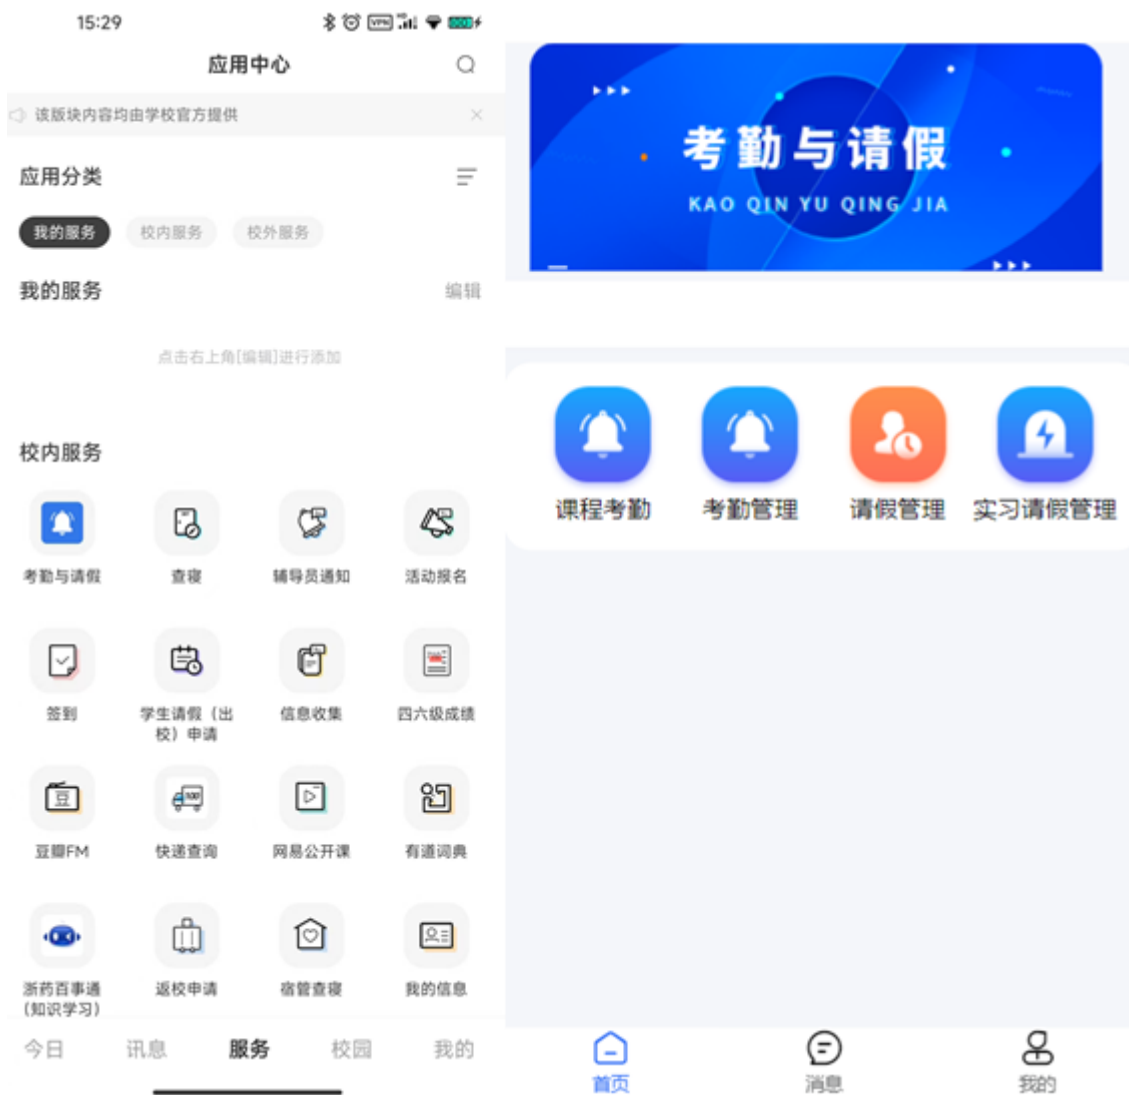 15:29
应用中心
该版块内容均由学校官方提供
应用分类
我的服务 校内服务 校外服务
我的服务 编辑
点击右上角[编辑]进行添加
校内服务
考勤与请假 查寝 辅导员通知 活动报名
签到 学生请假（出校）申请 信息收集 四六级成绩
豆瓣FM 快递查询 网易公开课 有道词典
浙药百事通（知识学习） 返校申请 宿管查寝 我的信息
今日 讯息 服务 校园 我的
考勤与请假
KAO QIN YU QING JIA
课程考勤 考勤管理 请假管理 实习请假管理
首页 消息 我的